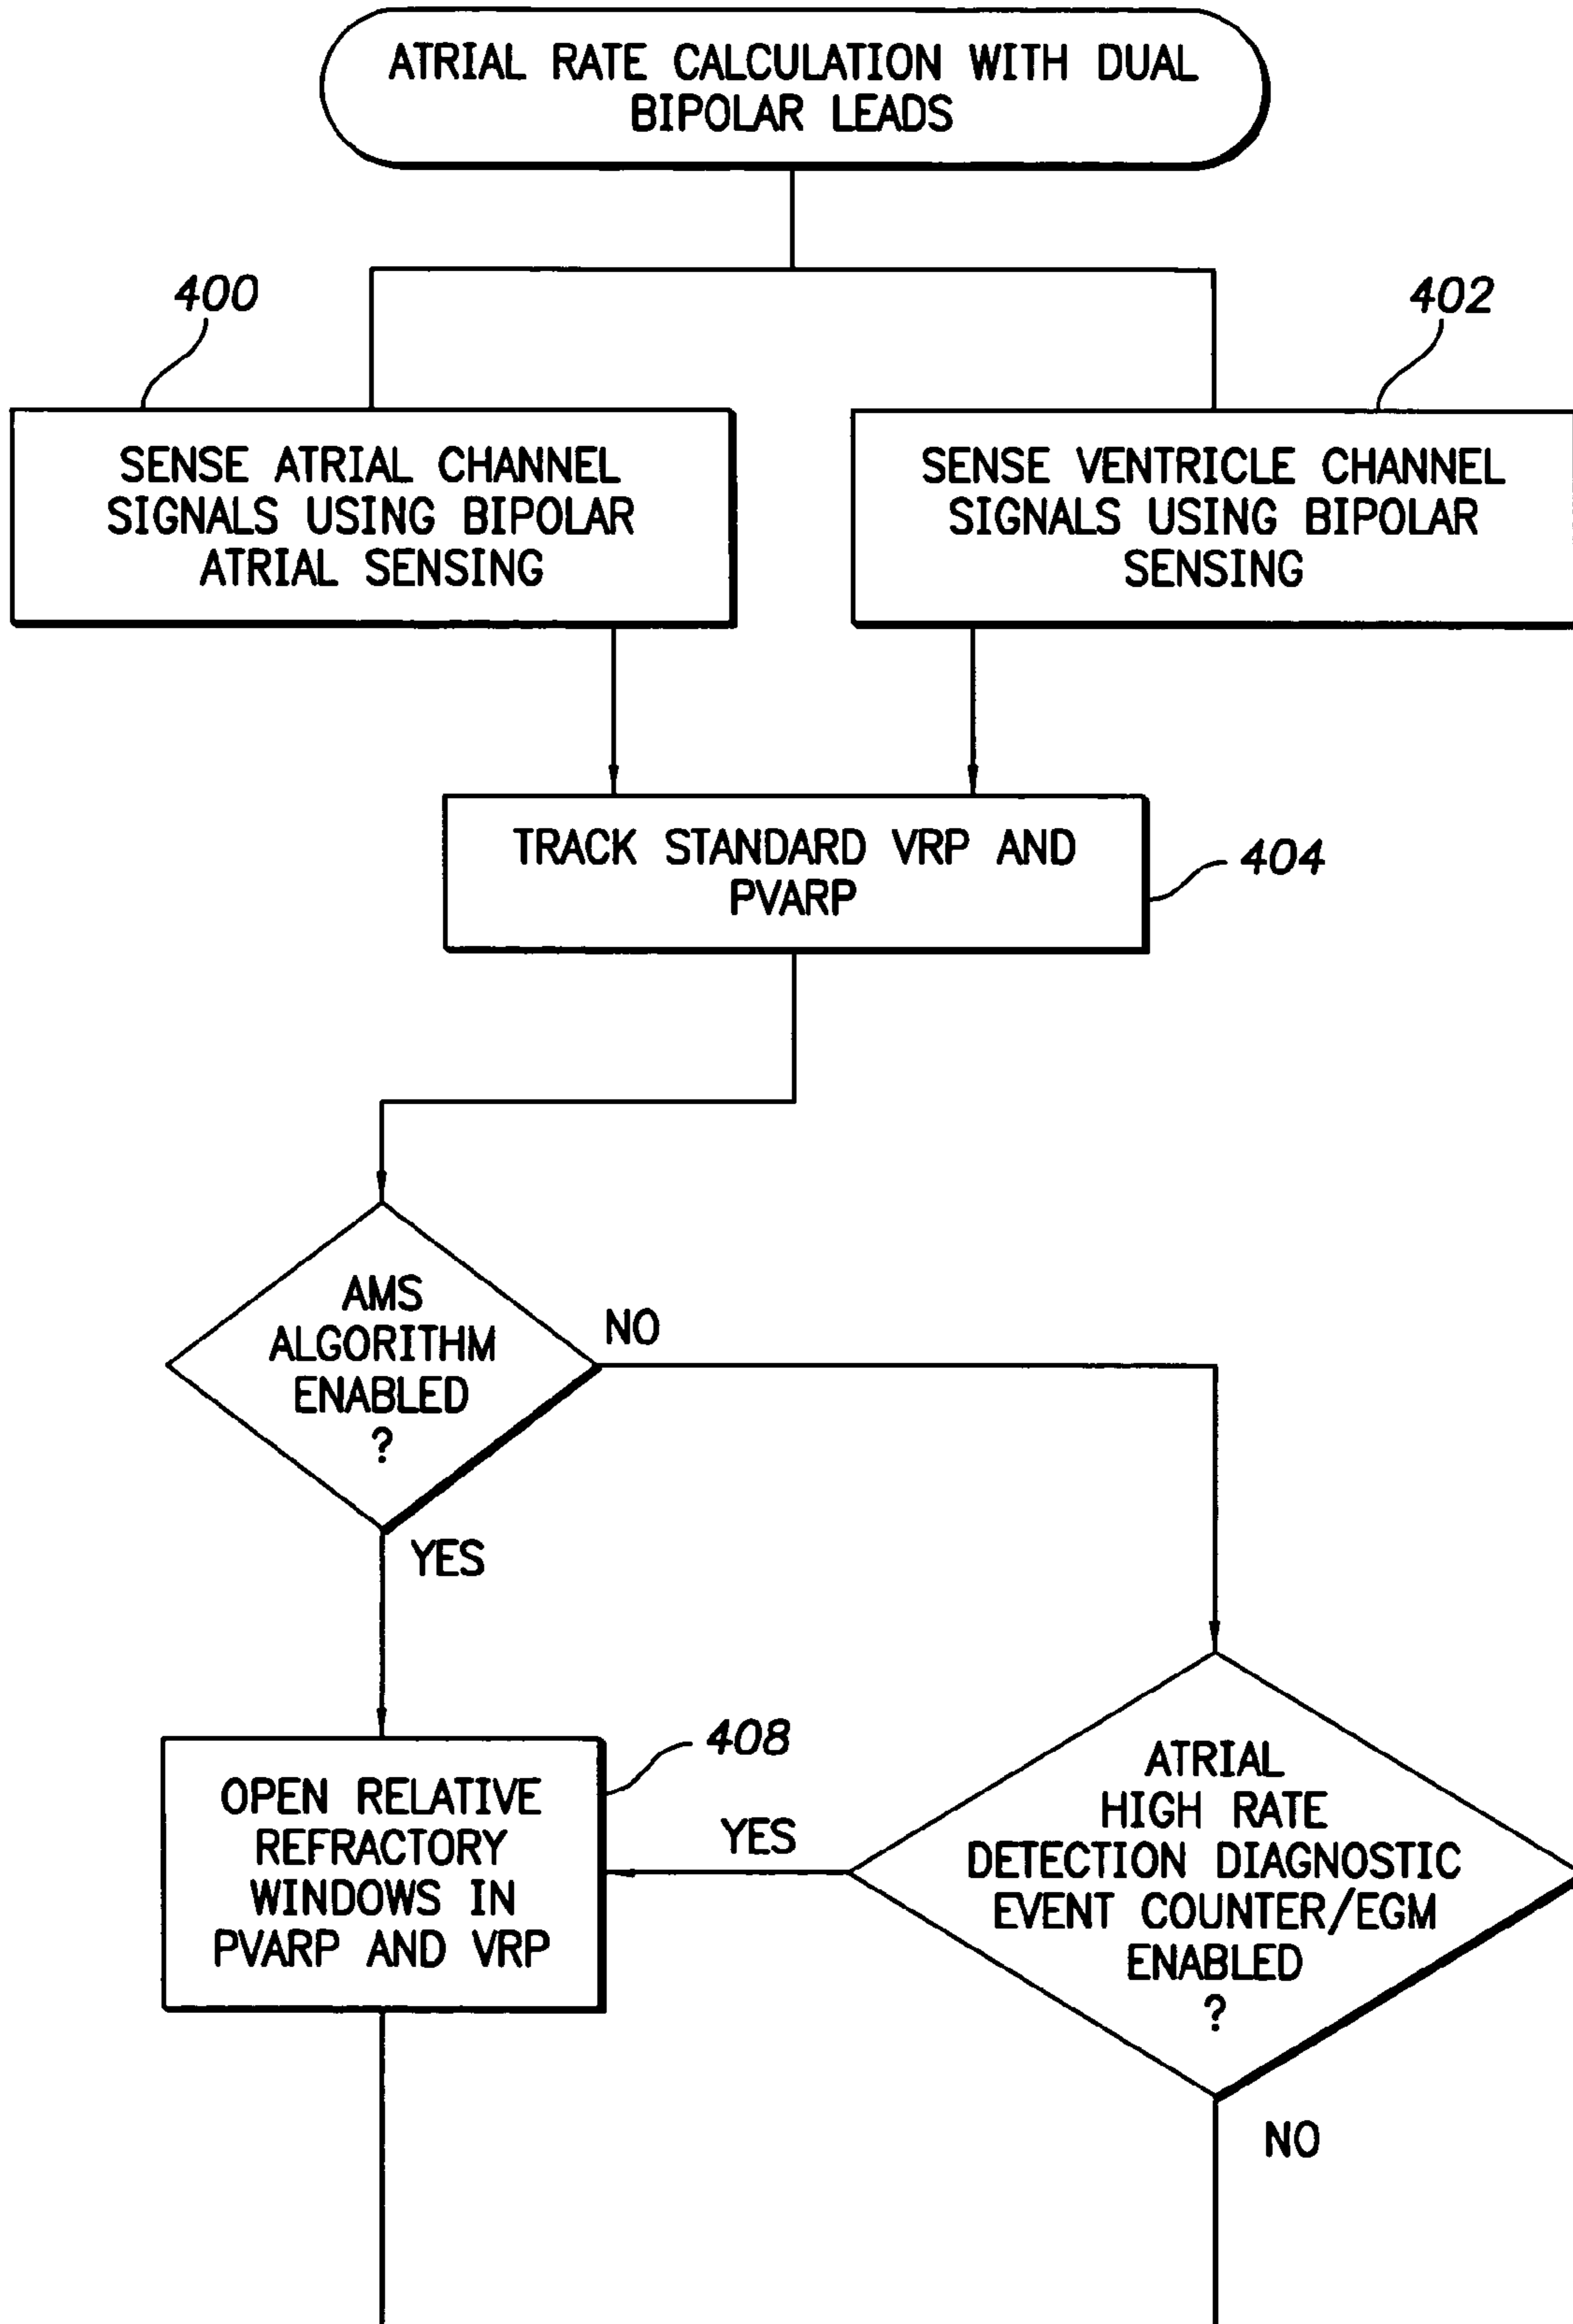 ATRIAL RATE CALCULATION WITH DUAL
BIPOLAR LEADS
400
402
SENSE ATRIAL CHANNEL
SIGNALS USING BIPOLAR
ATRIAL SENSING
SENSE VENTRICLE CHANNEL
SIGNALS USING BIPOLAR
SENSING
TRACK STANDARD VRP AND
PVARP
404
AMS
ALGORITHM
ENABLED
?
NO
YES
408
OPEN RELATIVE
REFRACTORY
WINDOWS IN
PVARP AND VRP
YES
ATRIAL
HIGH RATE
DETECTION DIAGNOSTIC
EVENT COUNTER/EGM
ENABLED
?
NO